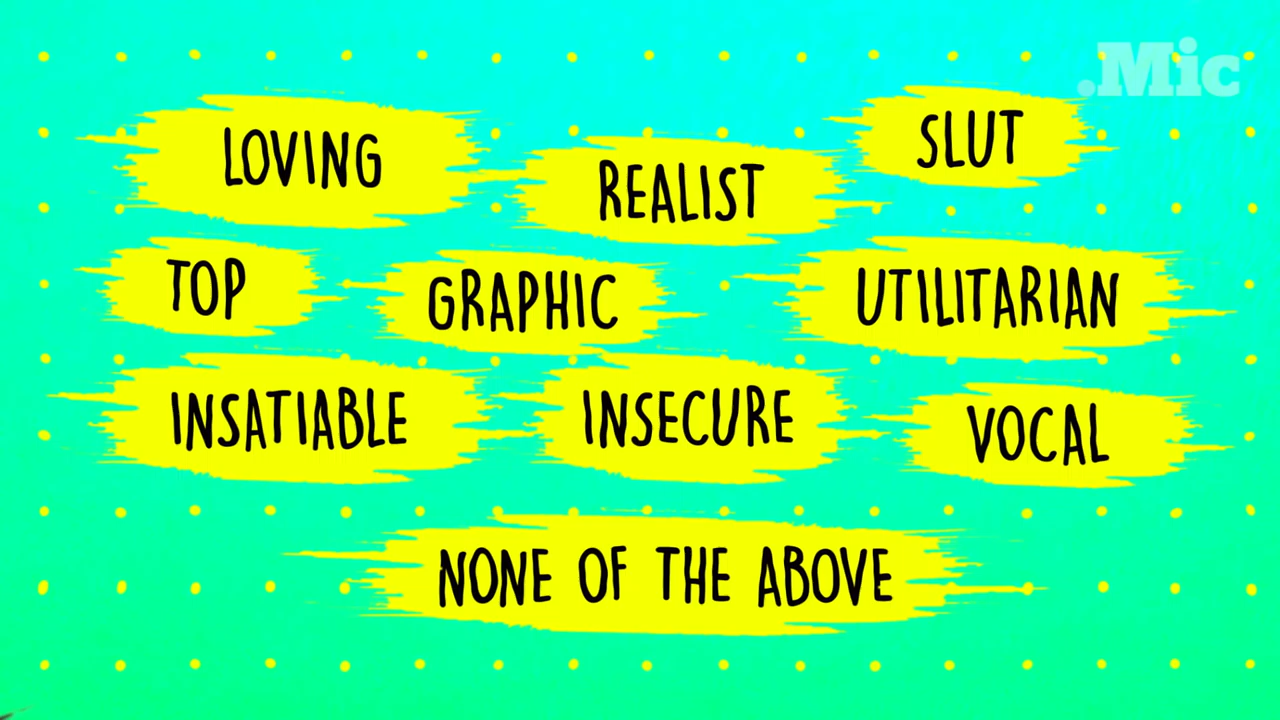 .Mic
LOVING
REALIST
SLUT
TOP
GRAPHIC
UTILITARIAN
INSATIABLE
INSECURE
VOCAL
NONE OF THE ABOVE